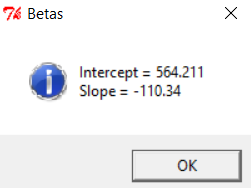 Betas
Intercept = 564.211
Slope = -110.34
OK